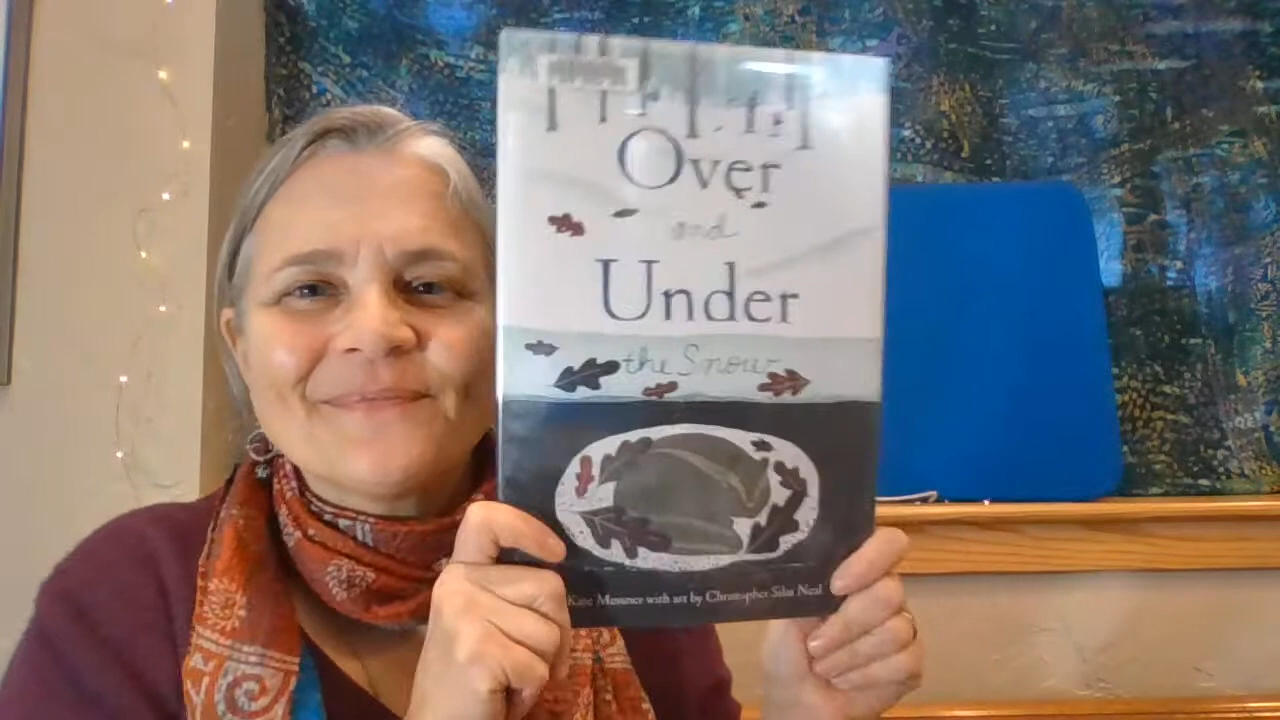 Over
and
Under
the Snow
Kate Messner with art by Christopher Silas Neal